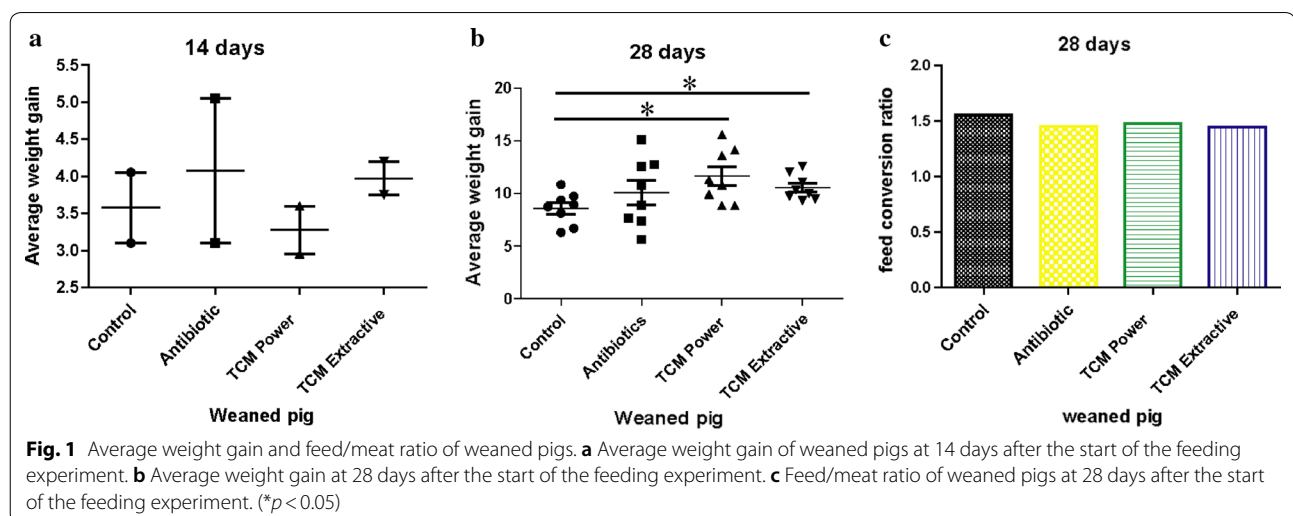 a
14 days
5.5
5.0
4.5
4.0
3.5
3.0
2.5
Average weight gain
Control
Antibiotic
TCM Power
TCM Extractive
Weaned pig
b
28 days
20
15
10
5
0
Average weight gain
*
*
Control
Antibiotics
TCM Power
TCM Extractive
Weaned pig
c
28 days
2.0
1.5
1.0
0.5
0.0
feed conversion ratio
Control
Antibiotic
TCM Power
TCM Extractive
weaned pig
Fig. 1 Average weight gain and feed/meat ratio of weaned pigs. a Average weight gain of weaned pigs at 14 days after the start of the feeding
experiment. b Average weight gain at 28 days after the start of the feeding experiment. c Feed/meat ratio of weaned pigs at 28 days after the start
of the feeding experiment. (*p < 0.05)